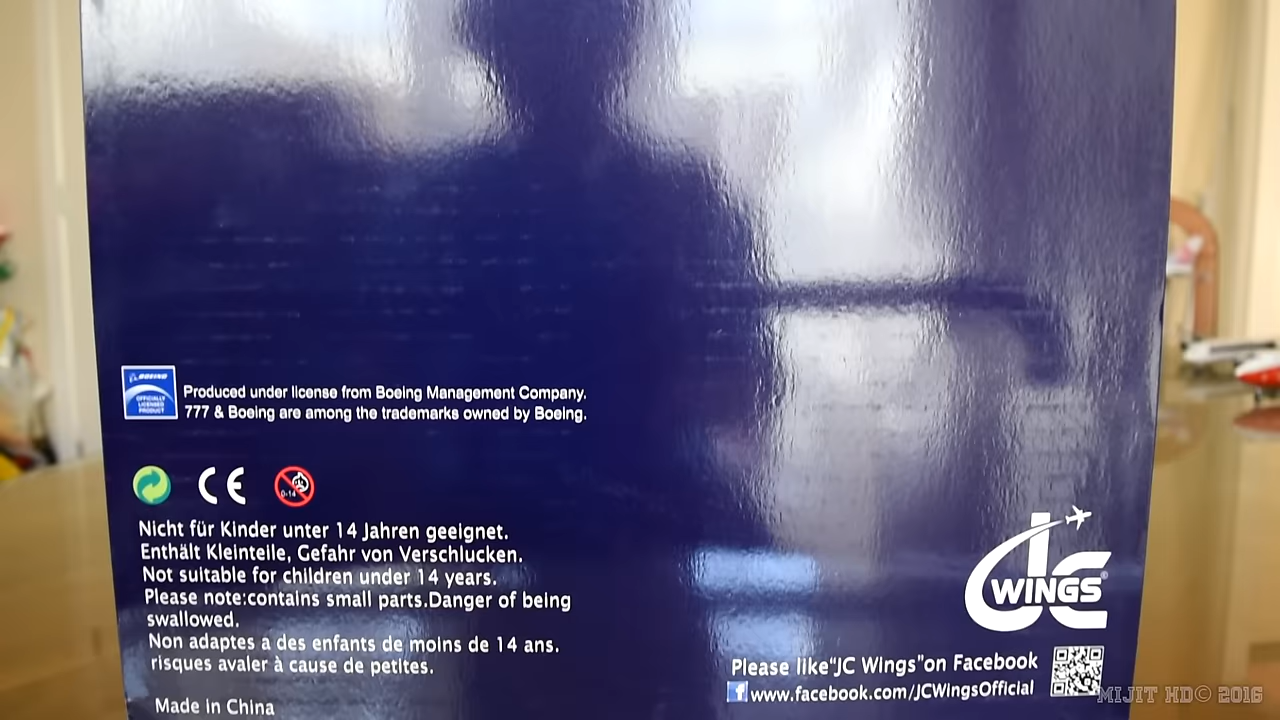 BOEING
OFFICIALLY
LICENSED
PRODUCT
Produced under license from Boeing Management Company.
777 & Boeing are among the trademarks owned by Boeing.
CE
0-14
Nicht für Kinder unter 14 Jahren geeignet.
Enthält Kleinteile, Gefahr von Verschlucken.
Not suitable for children under 14 years.
Please note:contains small parts.Danger of being
swallowed.
Non adaptes a des enfants de moins de 14 ans.
risques avaler à cause de petites.
Made in China
JC
WINGS®
Please like“JC Wings”on Facebook
f www.facebook.com/JCWingsOfficial
MIJIT HD© 2016